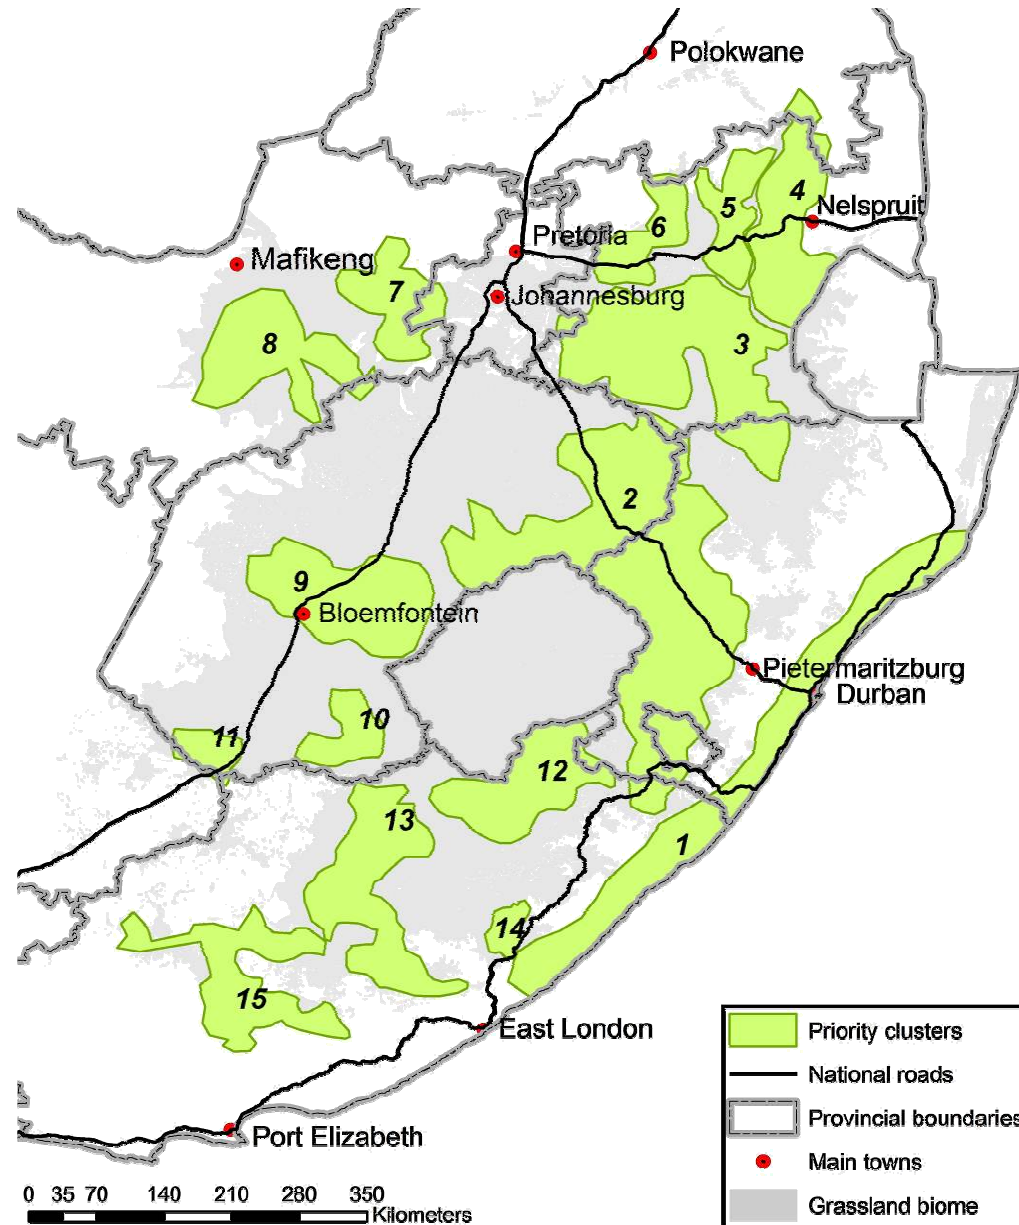 Polokwane
4
5
Nelspruit
6
Pretoria
Mafikeng
7
Johannesburg
8
3
2
9
Bloemfontein
Pietermaritzburg
Durban
10
11
12
13
1
14
15
East London
Port Elizabeth
Priority clusters
National roads
Provincial boundaries
Main towns
Grassland biome
0 35 70 140 210 280 350
Kilometers